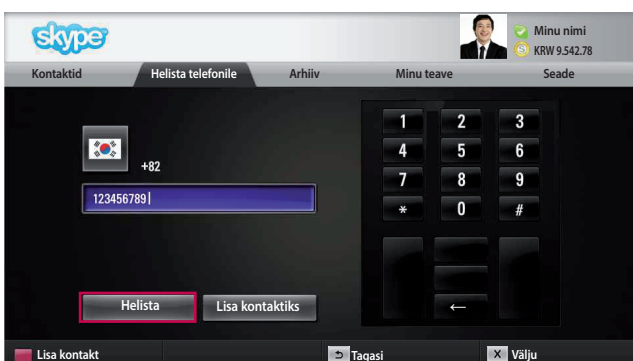 skype
Minu nimi
S KRW 9.542.78
Kontaktid Helista telefonile Arhiiv Minu teave Seade
1 2 3
+82 4 5 6
123456789 7 8 9
* 0 #
Helista Lisa kontaktiks ←
Lisa kontakt Tagasi X Välju